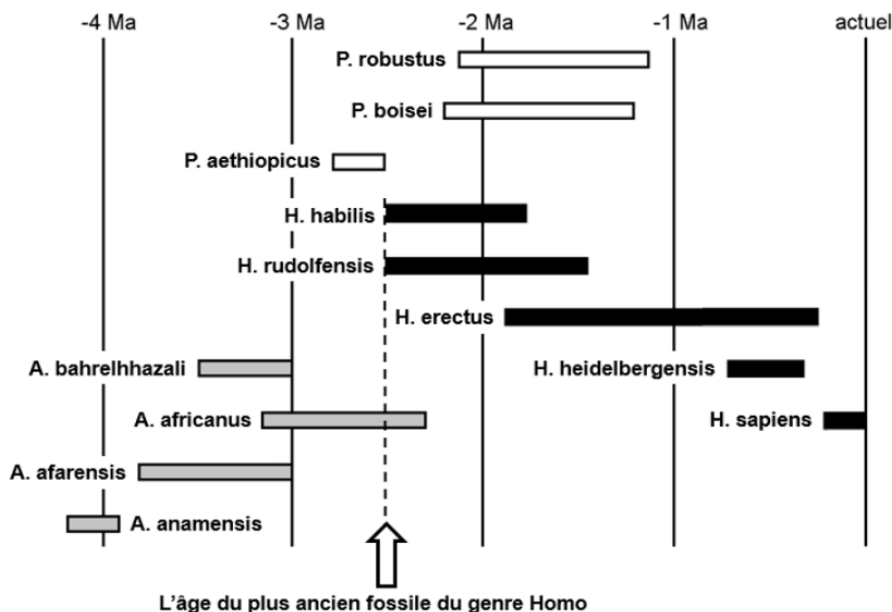 -4 Ma -3 Ma -2 Ma -1 Ma actuel
P. robustus
P. boisei
P. aethiopicus
H. habilis
H. rudolfensis
H. erectus
A. bahrelhhazali H. heidelbergensis
A. africanus H. sapiens
A. afarensis
A. anamensis
L'âge du plus ancien fossile du genre Homo